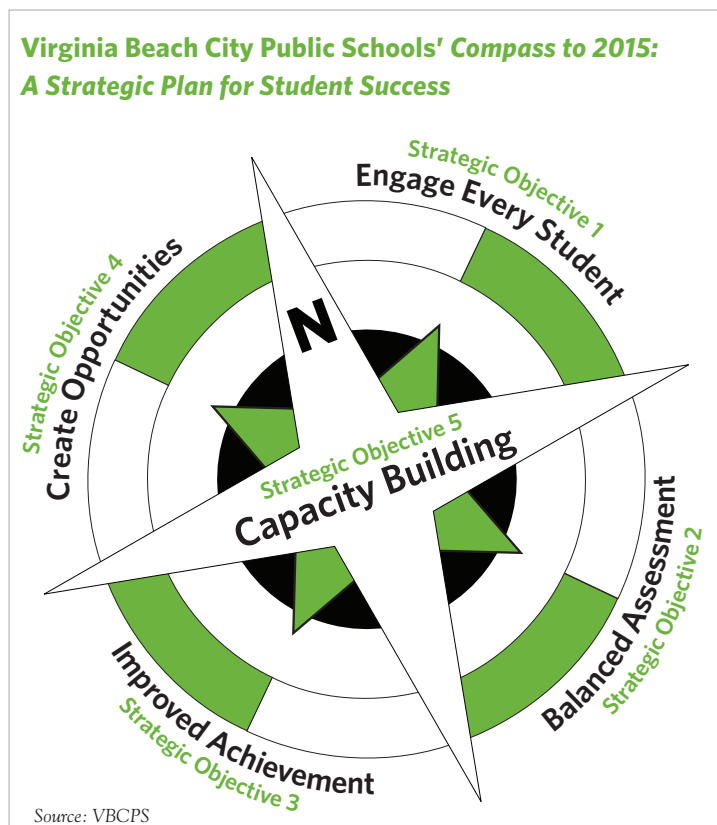 Virginia Beach City Public Schools’ Compass to 2015:
A Strategic Plan for Student Success
Strategic Objective 1
Engage Every Student
Strategic Objective 4
Create Opportunities
N
Strategic Objective 5
Capacity Building
Balanced Assessment
Strategic Objective 2
Improved Achievement
Strategic Objective 3
Source: VBCPS